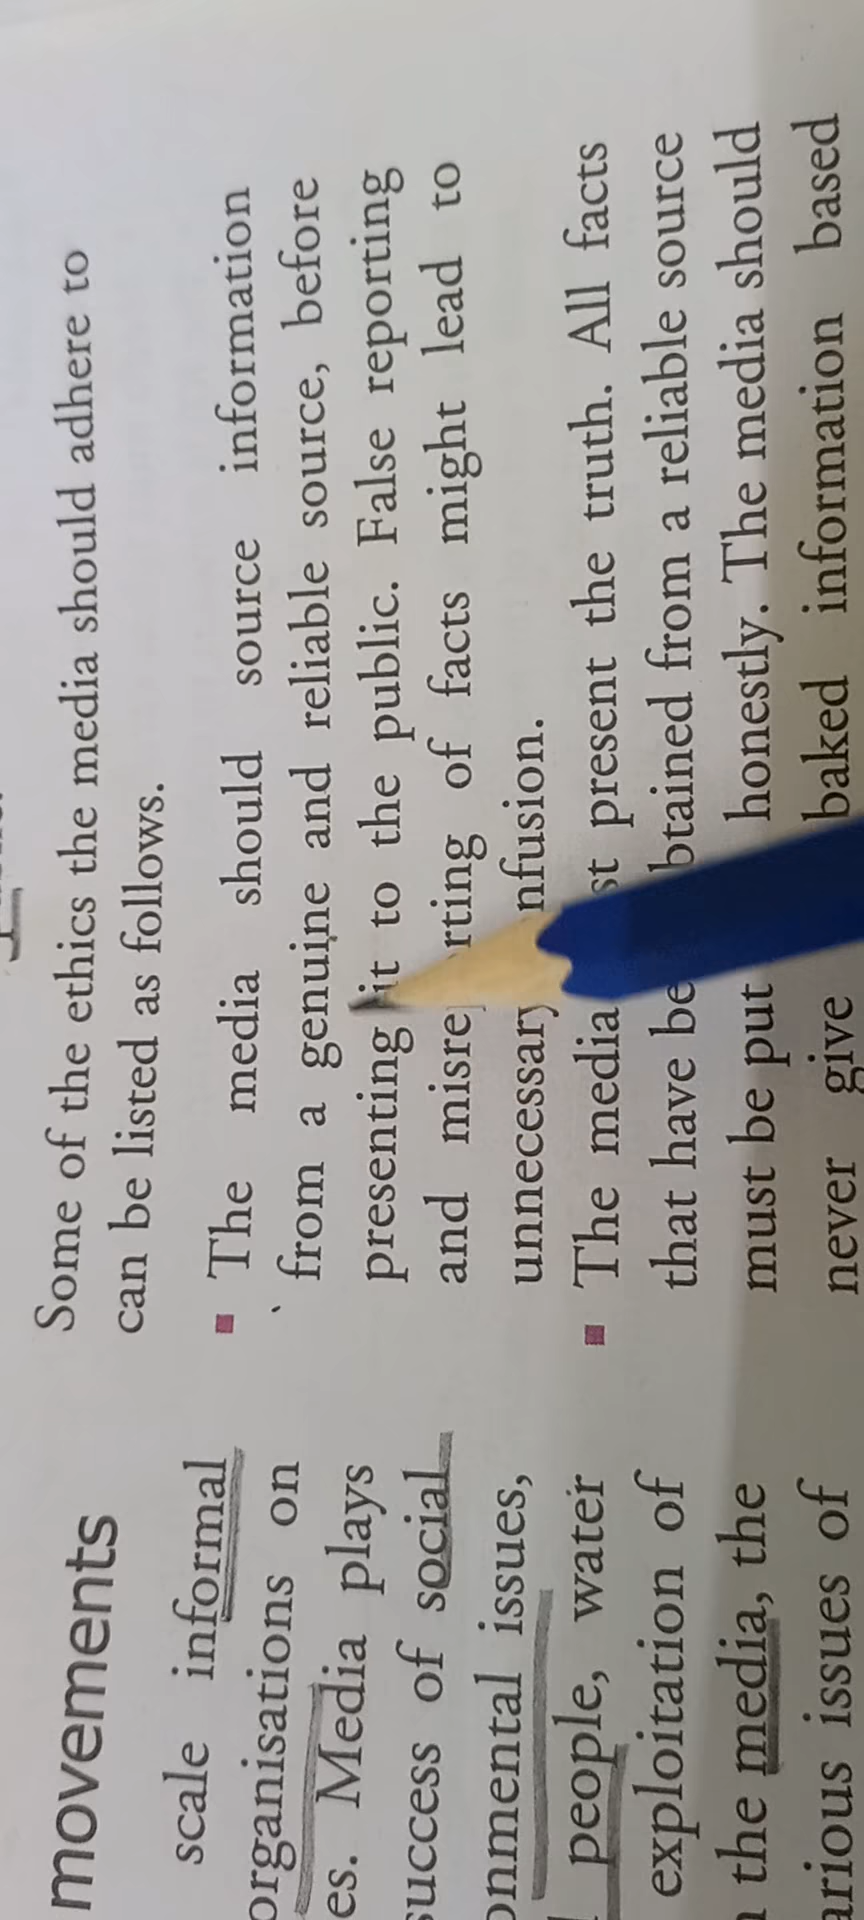 movements
scale informal
organisations on
es. Media plays
success of social
onmental issues,
people, water
exploitation of
the media, the
arious issues of
Some of the ethics the media should adhere to
can be listed as follows.
■ The media should source information
from a genuine and reliable source, before
presenting it to the public. False reporting
and misre rting of facts might lead to
unnecessary nfusion.
■ The media st present the truth. All facts
that have be btained from a reliable source
must be put honestly. The media should
never give baked information based